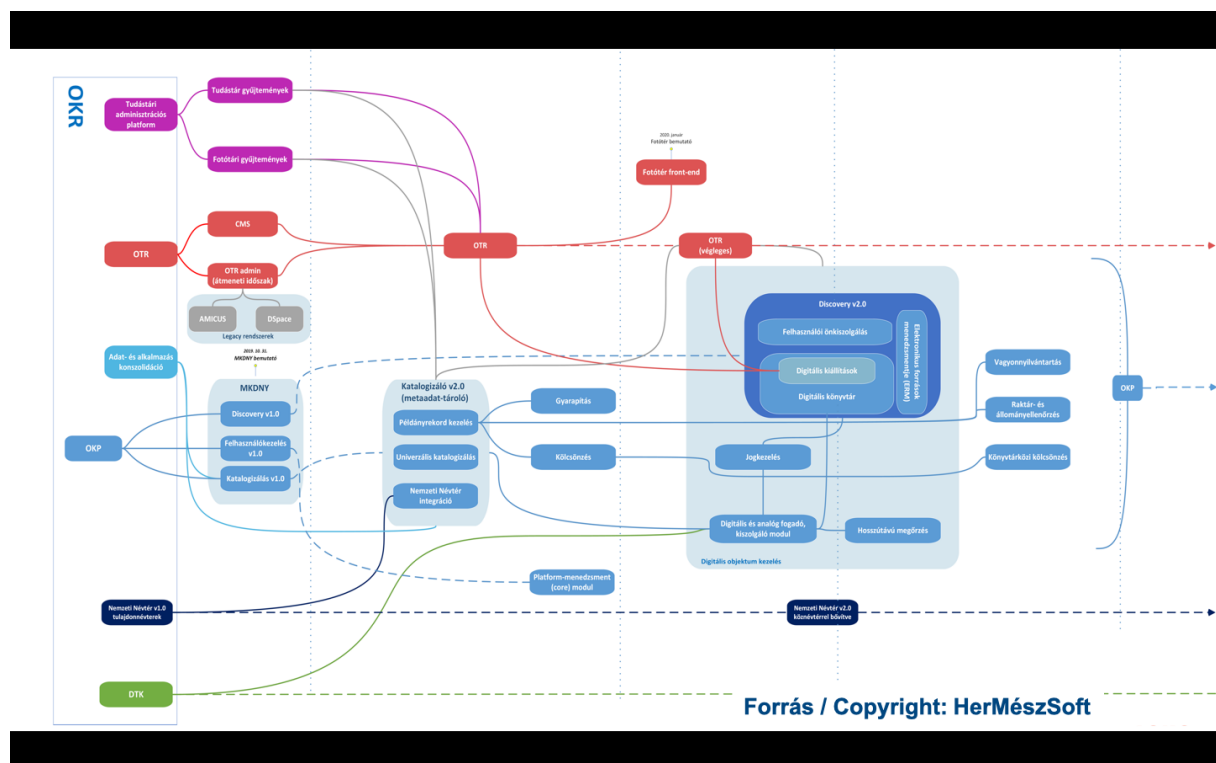 OKR
Tudástári
adminisztrációs
platform
Tudástár gyűjtemények
Fotótári gyűjtemények
2020. január
Fotótér bemutató
Fotótér front-end
CMS
OTR
OTR admin
(átmeneti időszak)
AMICUS
DSpace
Legacy rendszerek
OTR
OTR
(végleges)
Adat- és alkalmazás
konszolidáció
2019. 10. 31.
MKDNY bemutató
MKDNY
Discovery v1.0
Felhasználókezelés
v1.0
Katalogizálás v1.0
OKP
Katalogizáló v2.0
(metaadat-tároló)
Példányrekord kezelés
Univerzális katalogizálás
Nemzeti Névtér
integráció
Gyarapítás
Kölcsönzés
Platform-menedzsment
(core) modul
Discovery v2.0
Felhasználói önkiszolgálás
Digitális kiállítások
Digitális könyvtár
Elektronikus források
menedzsmentje (ERM)
Jogkezelés
Digitális és analóg fogadó,
kiszolgáló modul
Hosszútávú megőrzés
Digitális objektum kezelés
Vagyonnyilvántartás
Raktár- és
állományellenőrzés
Könyvtárközi kölcsönzés
OKP
Nemzeti Névtér v1.0
tulajdonnévterek
Nemzeti Névtér v2.0
köznévtérrel bővítve
DTK
Forrás / Copyright: HerMészSoft